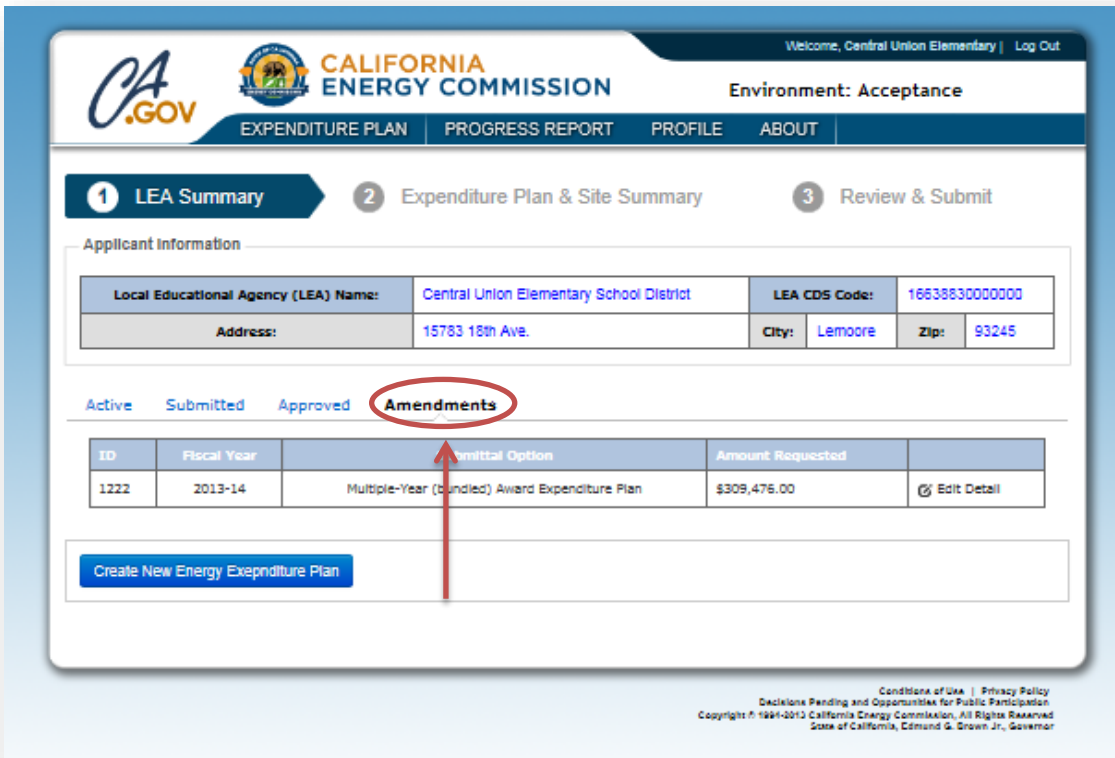 Welcome, Central Union Elementary | Log Out
CA.GOV
CALIFORNIA
ENERGY COMMISSION
Environment: Acceptance
EXPENDITURE PLAN PROGRESS REPORT PROFILE ABOUT
1 LEA Summary 2 Expenditure Plan & Site Summary 3 Review & Submit
Applicant Information
Local Educational Agency (LEA) Name: Central Union Elementary School District LEA CDS Code: 16638830000000
Address: 15783 18th Ave. City: Lemoore Zip: 93245
Active Submitted Approved Amendments
ID Fiscal Year Option Amount Requested
1222 2013-14 Multiple-Year (bundled) Award Expenditure Plan $309,476.00 Edit Detail
Create New Energy Exepnditure Plan
Conditions of Use | Privacy Policy
Decisions Pending and Opportunities for Public Participation
Copyright © 1994-2013 California Energy Commission, All Rights Reserved
State of California, Edmund G. Brown Jr., Governor